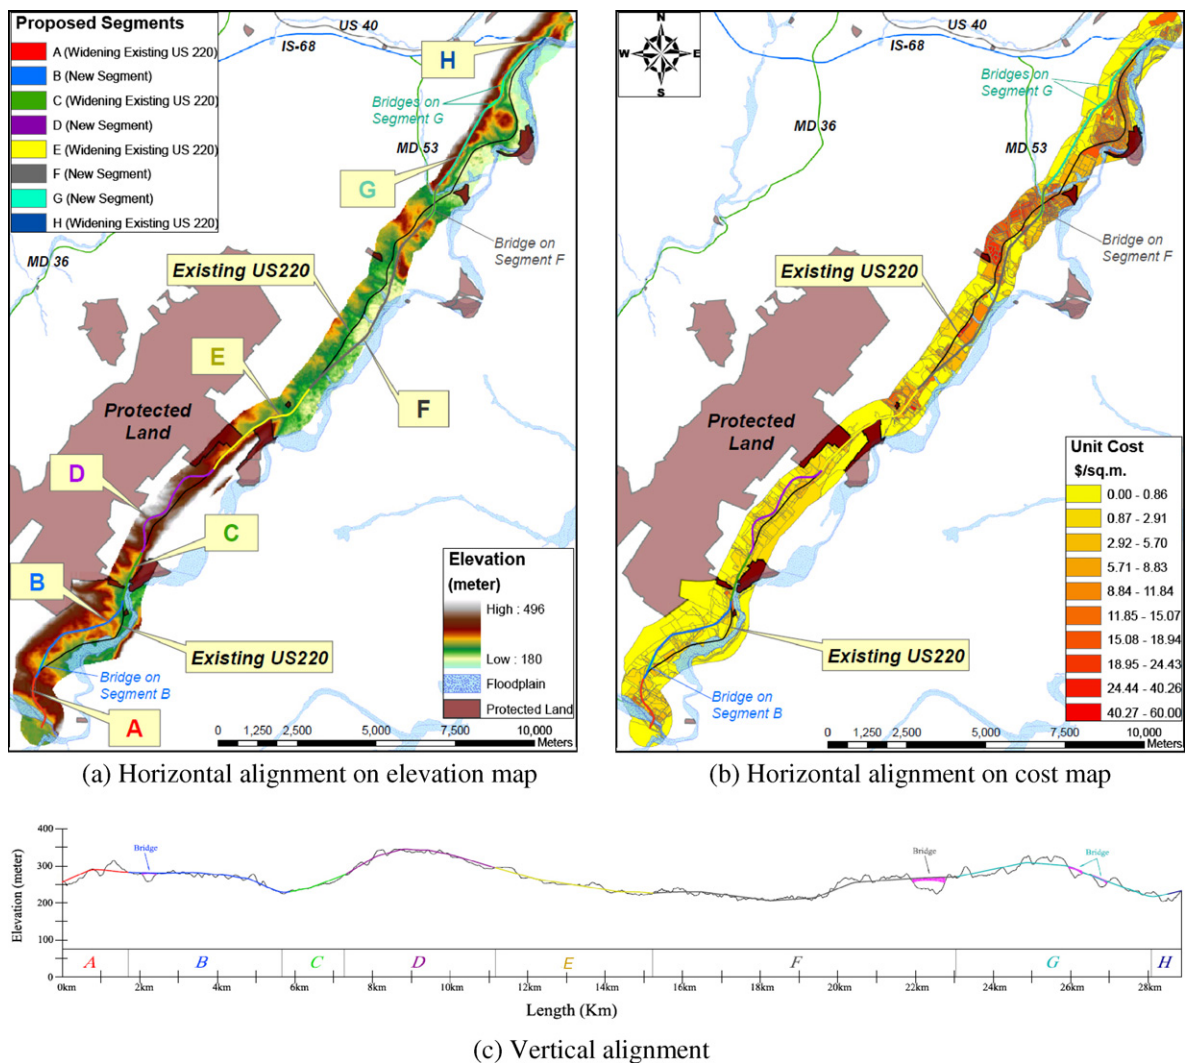 Proposed Segments
A (Widening Existing US 220)
B (New Segment)
C (Widening Existing US 220)
D (New Segment)
E (Widening Existing US 220)
F (New Segment)
G (New Segment)
H (Widening Existing US 220)
US 40
IS-68
H
Bridges on
Segment G
MD 53
G
MD 36
Bridge on
Segment F
Existing US220
E
F
Protected
Land
D
C
B
Existing US220
Bridge on
Segment B
A
Elevation
(meter)
High : 496
Low : 180
Floodplain
Protected Land
0 1,250 2,500 5,000 7,500 10,000
Meters
N
W E
S
US 40
IS-68
Bridges on
Segment G
MD 36
MD 53
Bridge on
Segment F
Existing US220
Protected
Land
Existing US220
Bridge on
Segment B
Unit Cost
$/sq.m.
0.00 - 0.86
0.87 - 2.91
2.92 - 5.70
5.71 - 8.83
8.84 - 11.84
11.85 - 15.07
15.08 - 18.94
18.95 - 24.43
24.44 - 40.26
40.27 - 60.00
0 1,250 2,500 5,000 7,500 10,000
Meters
(a) Horizontal alignment on elevation map
(b) Horizontal alignment on cost map
Elevation (meter)
400
300
200
100
0
Bridge
Bridge
Bridge
A B C D E F G H
0km 2km 4km 6km 8km 10km 12km 14km 16km 18km 20km 22km 24km 26km 28km
Length (Km)
(c) Vertical alignment